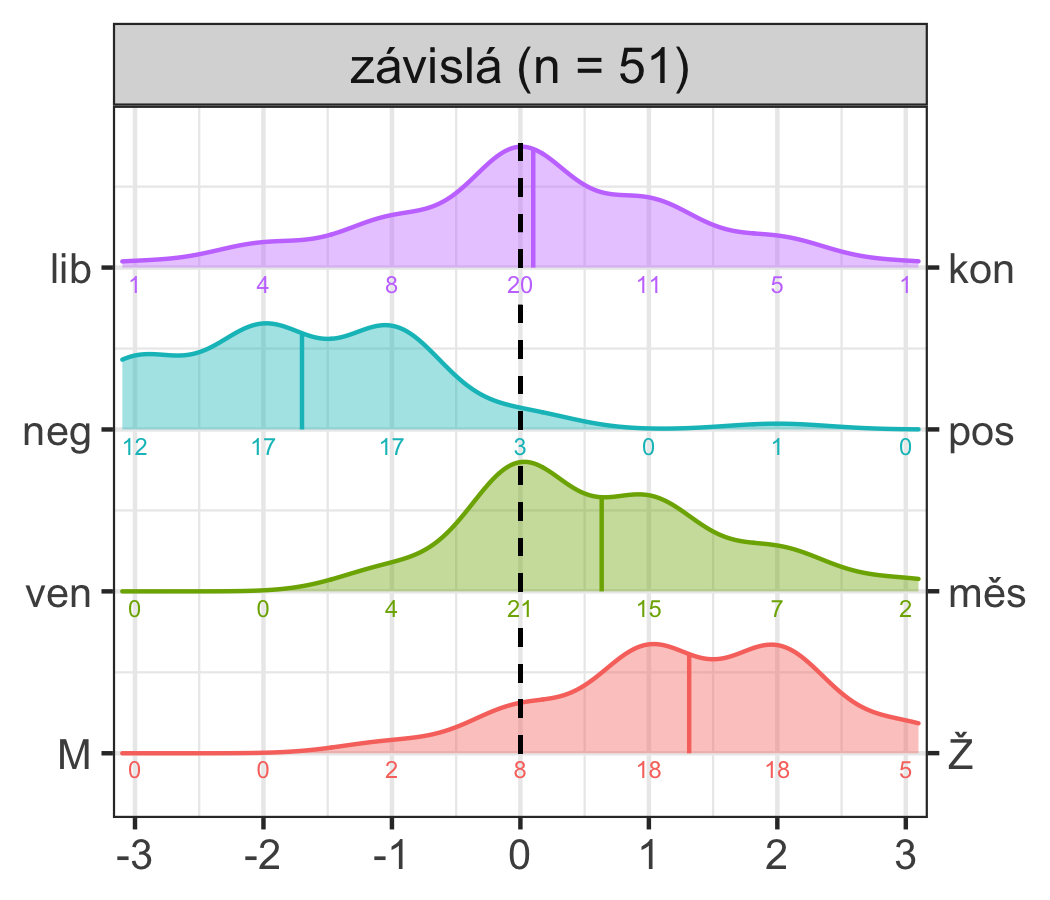 závislá (n = 51)
lib kon
1 4 8 20 11 5 1
neg pos
12 17 17 3 0 1 0
ven měs
0 0 4 21 15 7 2
M Ž
0 0 2 8 18 18 5
-3 -2 -1 0 1 2 3